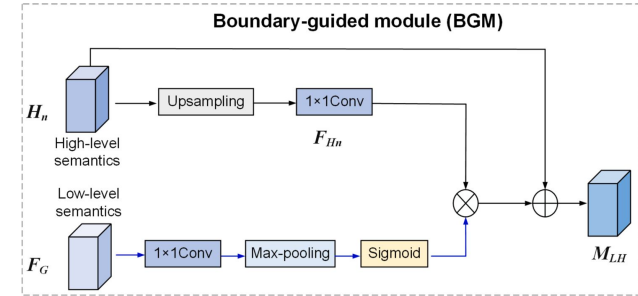 Boundary-guided module (BGM)
Hn
High-level
semantics
Upsampling
1×1Conv
FHn
Low-level
semantics
FG
1×1Conv
Max-pooling
Sigmoid
MLH